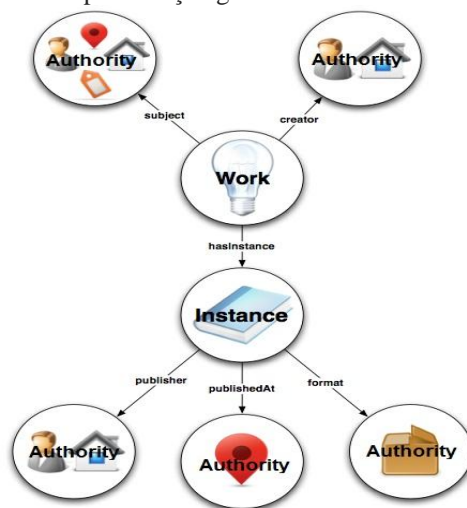 Authority
Authority
subject
creator
Work
hasInstance
Instance
publisher
publishedAt
format
Authority
Authority
Authority